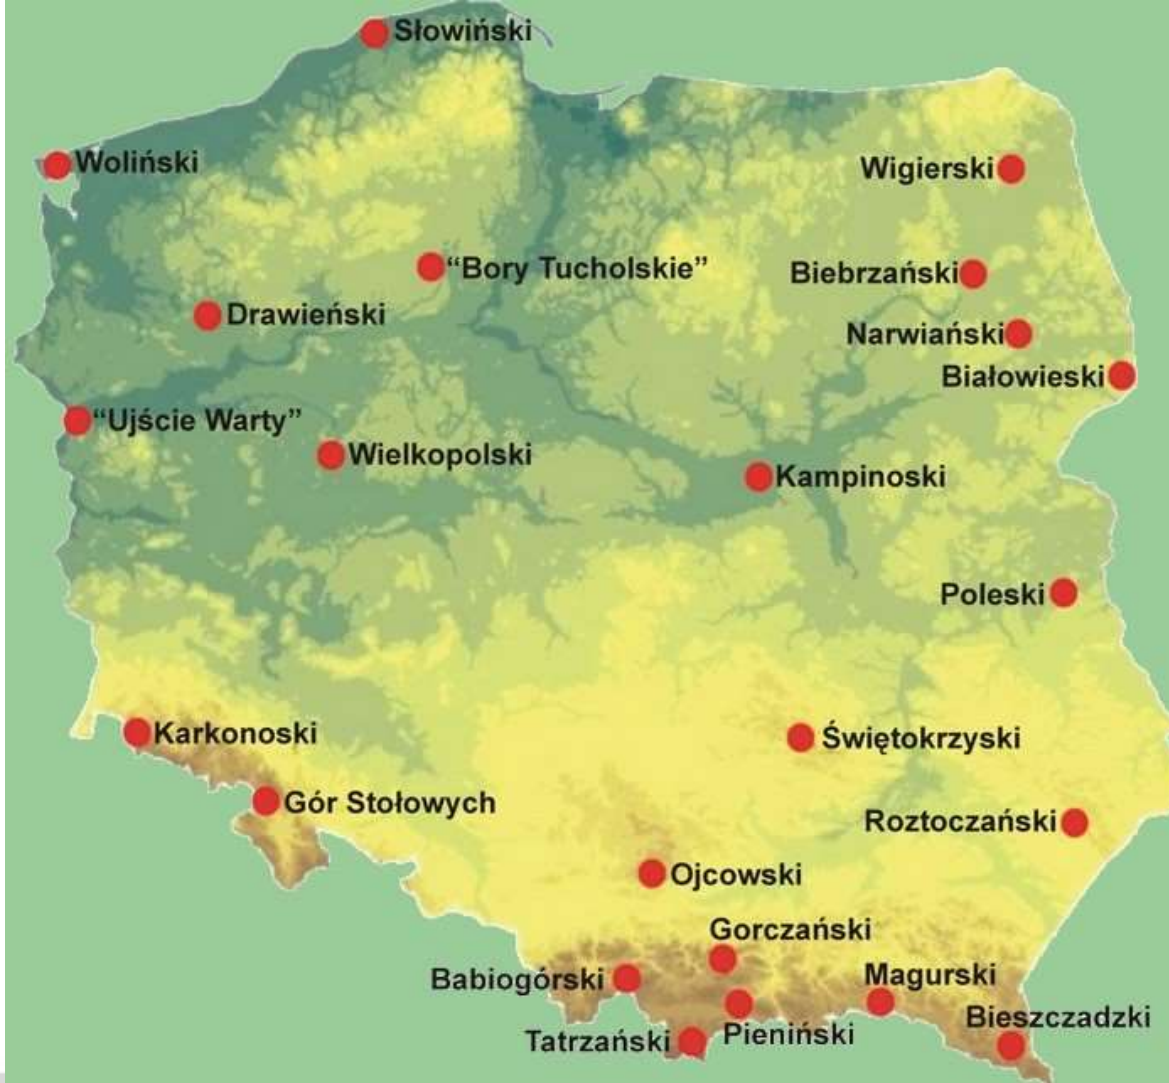 Słowiński
Woliński
Wigierski
“Bory Tucholskie”
Biebrzański
Drawieński
Narwiański
Białowieski
“Ujście Warty”
Wielkopolski
Kampinoski
Poleski
Karkonoski
Świętokrzyski
Gór Stołowych
Roztoczański
Ojcowski
Gorczański
Babiogórski
Magurski
Bieszczadzki
Pieniński
Tatrzański